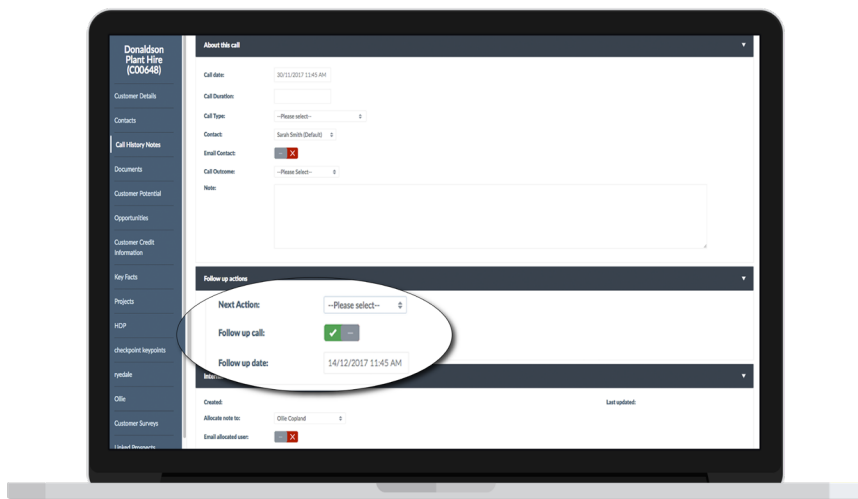 Donaldson
Plant Hire
(C00648)
Customer Details
Contacts
Call History Notes
Documents
Customer Potential
Opportunities
Customer Credit
Information
Key Facts
Projects
HDP
checkpoint keypoints
ryedale
Ollie
Customer Surveys
Linked Prospects
About this call
Call date: 30/11/2017 11:45 AM
Call Duration:
Call Type: --Please select--
Contact: Sarah Smith (Default)
Email Contact: -- X
Call Outcome: --Please Select--
Note:
Follow up actions
Next Action: --Please select--
Follow up call: --
Follow up date: 14/12/2017 11:45 AM
Created: Last updated:
Allocate note to: Ollie Copland
Email allocated user: -- X